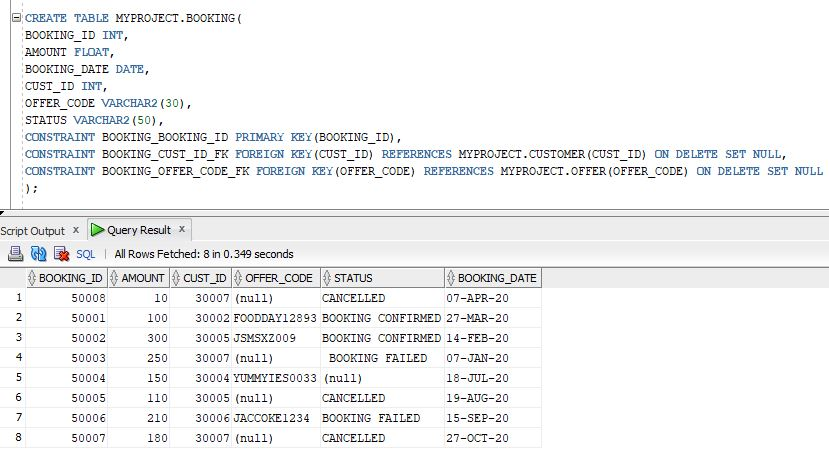 CREATE TABLE MYPROJECT.BOOKING(
BOOKING_ID INT,
AMOUNT FLOAT,
BOOKING_DATE DATE,
CUST_ID INT,
OFFER_CODE VARCHAR2(30),
STATUS VARCHAR2(50),
CONSTRAINT BOOKING_BOOKING_ID PRIMARY KEY(BOOKING_ID),
CONSTRAINT BOOKING_CUST_ID_FK FOREIGN KEY(CUST_ID) REFERENCES MYPROJECT.CUSTOMER(CUST_ID) ON DELETE SET NULL,
CONSTRAINT BOOKING_OFFER_CODE_FK FOREIGN KEY(OFFER_CODE) REFERENCES MYPROJECT.OFFER(OFFER_CODE) ON DELETE SET NULL
);
Script Output x Query Result x
SQL | All Rows Fetched: 8 in 0.349 seconds
BOOKING_ID AMOUNT CUST_ID OFFER_CODE STATUS BOOKING_DATE
1 50008 10 30007 (null) CANCELLED 07-APR-20
2 50001 100 30002 FOODDAY12893 BOOKING CONFIRMED 27-MAR-20
3 50002 300 30005 JSMSXZ009 BOOKING CONFIRMED 14-FEB-20
4 50003 250 30007 (null) BOOKING FAILED 07-JAN-20
5 50004 150 30004 YUMMYIES0033 (null) 18-JUL-20
6 50005 110 30005 (null) CANCELLED 19-AUG-20
7 50006 210 30006 JACCOKE1234 BOOKING FAILED 15-SEP-20
8 50007 180 30007 (null) CANCELLED 27-OCT-20